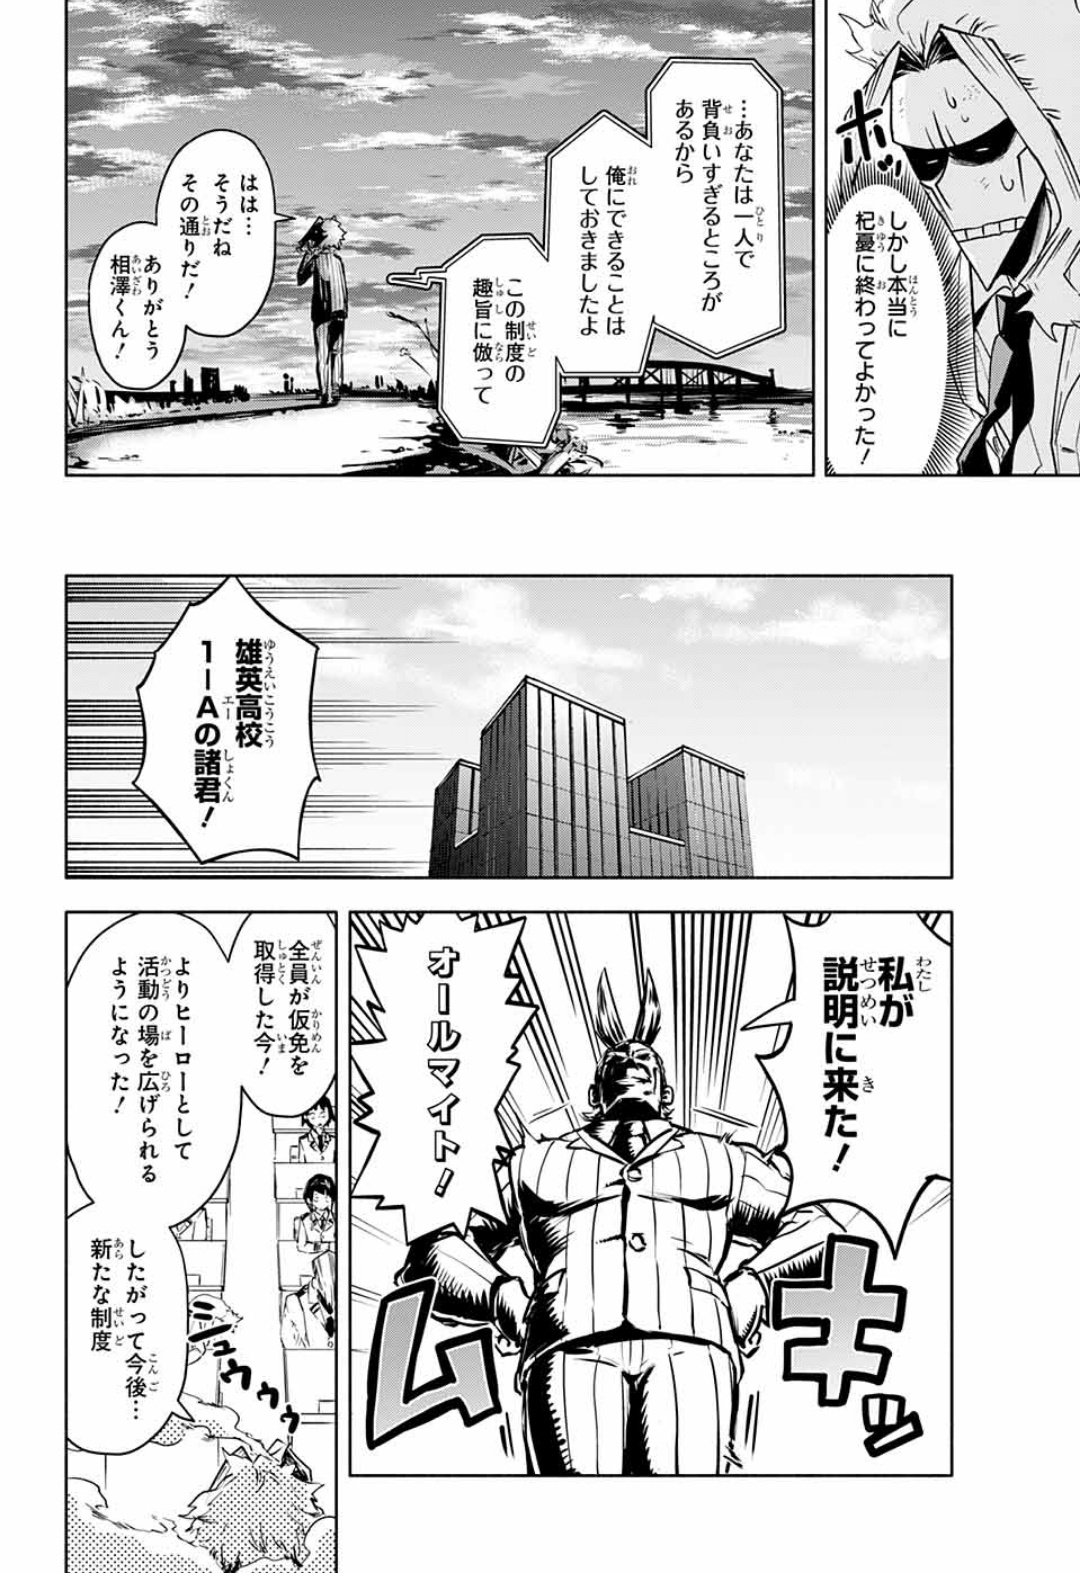 ホッ
しかし本当に
杞憂に終わってよかった！
…あなたは一人で
背負いすぎるところが
あるから
俺にできることは
しておきましたよ
この制度の
趣旨に倣って
はは…
そうだね
その通りだ！
ありがとう
相澤くん！
雄英高校
1－Aの諸君！
私が
説明に来た！
オールマイト！
ムキッ
全員が仮免を
取得した今！
よりヒーローとして
活動の場を広げられる
ようになった！
したがって今後…
新たな制度
シュウゥゥ